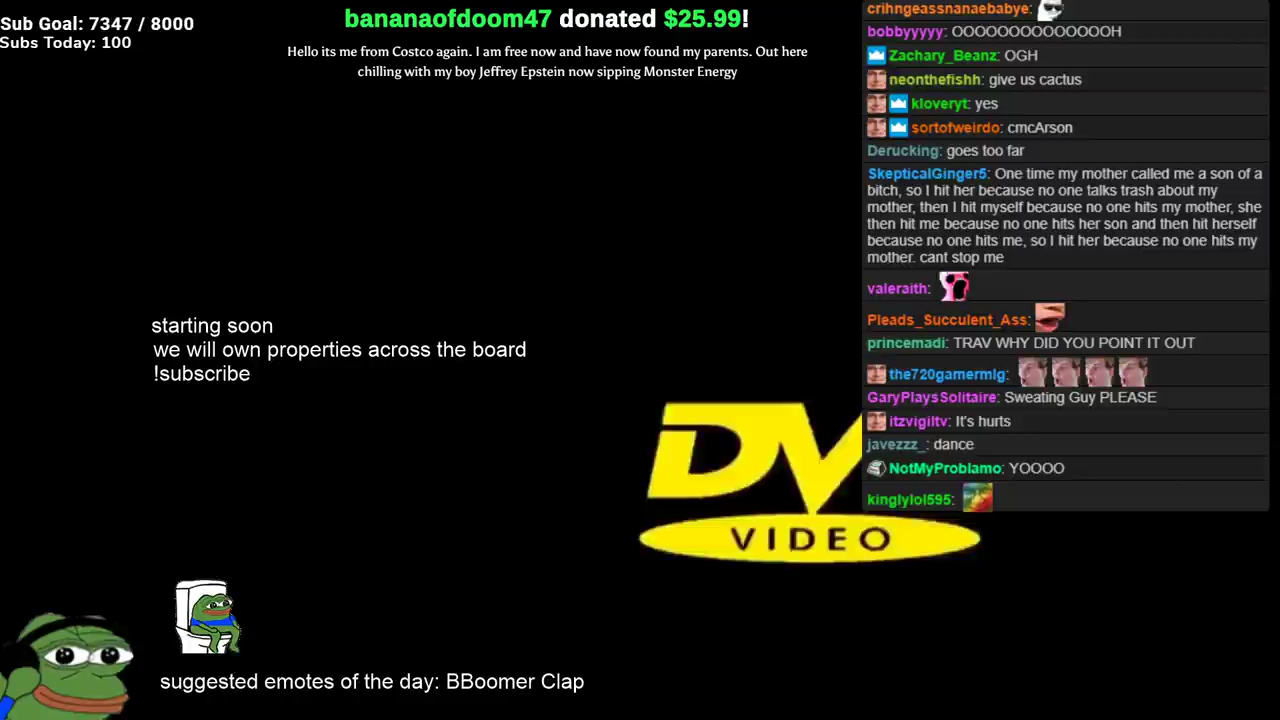 Sub Goal: 7347 / 8000
Subs Today: 100
bananaofdoom47 donated $25.99!
Hello its me from Costco again. I am free now and have now found my parents. Out here
chilling with my boy Jeffrey Epstein now sipping Monster Energy
starting soon
we will own properties across the board
!subscribe
DV
VIDEO
suggested emotes of the day: BBoomer Clap
crihngeassnanaebabye:
bobbyyyyy: OOOOOOOOOOOOOOH
Zachary_Beanz: OGH
neonthefishh: give us cactus
kloveryt: yes
sortofweirdo: cmcArson
Derucking: goes too far
SkepticalGinger5: One time my mother called me a son of a
bitch, so I hit her because no one talks trash about my
mother, then I hit myself because no one hits my mother, she
then hit me because no one hits her son and then hit herself
because no one hits me, so I hit her because no one hits my
mother. cant stop me
valeraith:
Pleads_Succulent_Ass:
princemadi: TRAV WHY DID YOU POINT IT OUT
the720gamermlg:
GaryPlaysSolitaire: Sweating Guy PLEASE
itzvigiltv: It's hurts
javezzz_: dance
NotMyProblamo: YOOOO
kinglylol595: